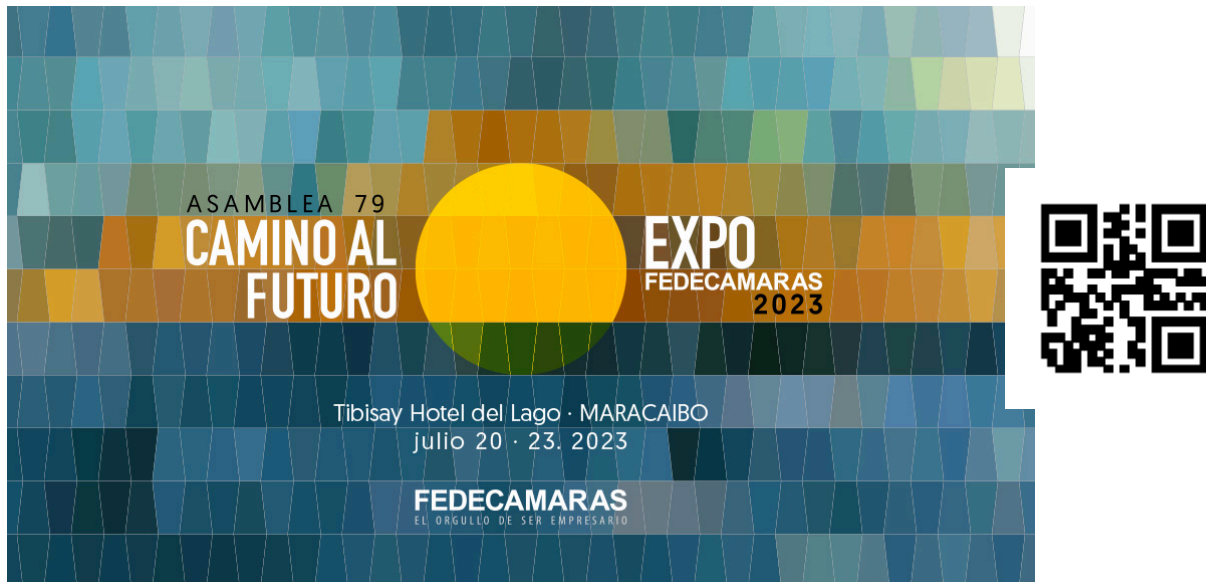 ASAMBLEA 79
CAMINO AL
FUTURO
EXPO
FEDECAMARAS
2023
Tibisay Hotel del Lago · MARACAIBO
julio 20 · 23. 2023
FEDECAMARAS
EL ORGULLO DE SER EMPRESARIO